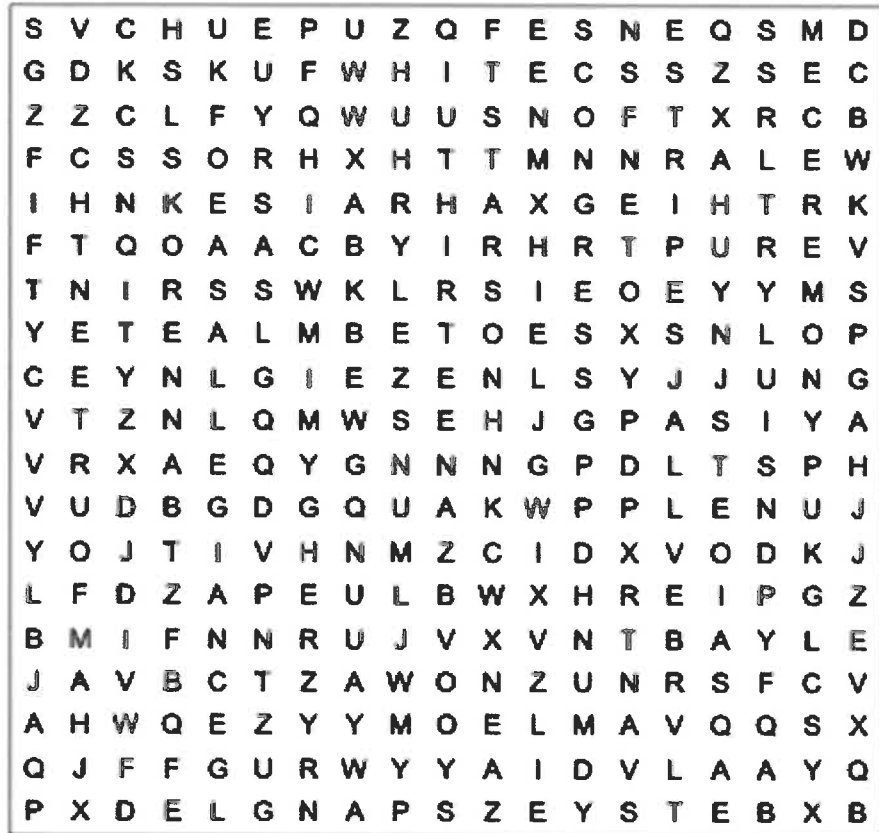 S V C H U E P U Z Q F E S N E Q S M D
G D K S K U F W H I T E C S S Z S E C
Z Z C L F Y Q W U U S N O F T X R C B
F C S S O R H X H T T M N N R A L E W
I H N K E S I A R H A X G E I H T R K
F T Q O A A C B Y I R H R T P U R E V
T N I R S S W K L R S I E O E Y Y M S
Y E T E A L M B E T O E S X S N L O P
C E Y N L G I E Z E N L S Y J J U N G
V T Z N L Q M W S E H J G P A S I Y A
V R X A E Q Y G N N N G P D L T S P H
V U D B G D G Q U A K W P P L E N U J
Y O J T I V H N M Z C I D X V O D K J
L F D Z A P E U L B W X H R E I P G Z
B M I F N N R U J V X V N T B A Y L E
J A V B C T Z A W O N Z U N R S F C V
A H W Q E Z Y Y M O E L M A V Q Q S X
Q J F F G U R W Y Y A I D V L A A Y Q
P X D E L G N A P S Z E Y S T E B X B